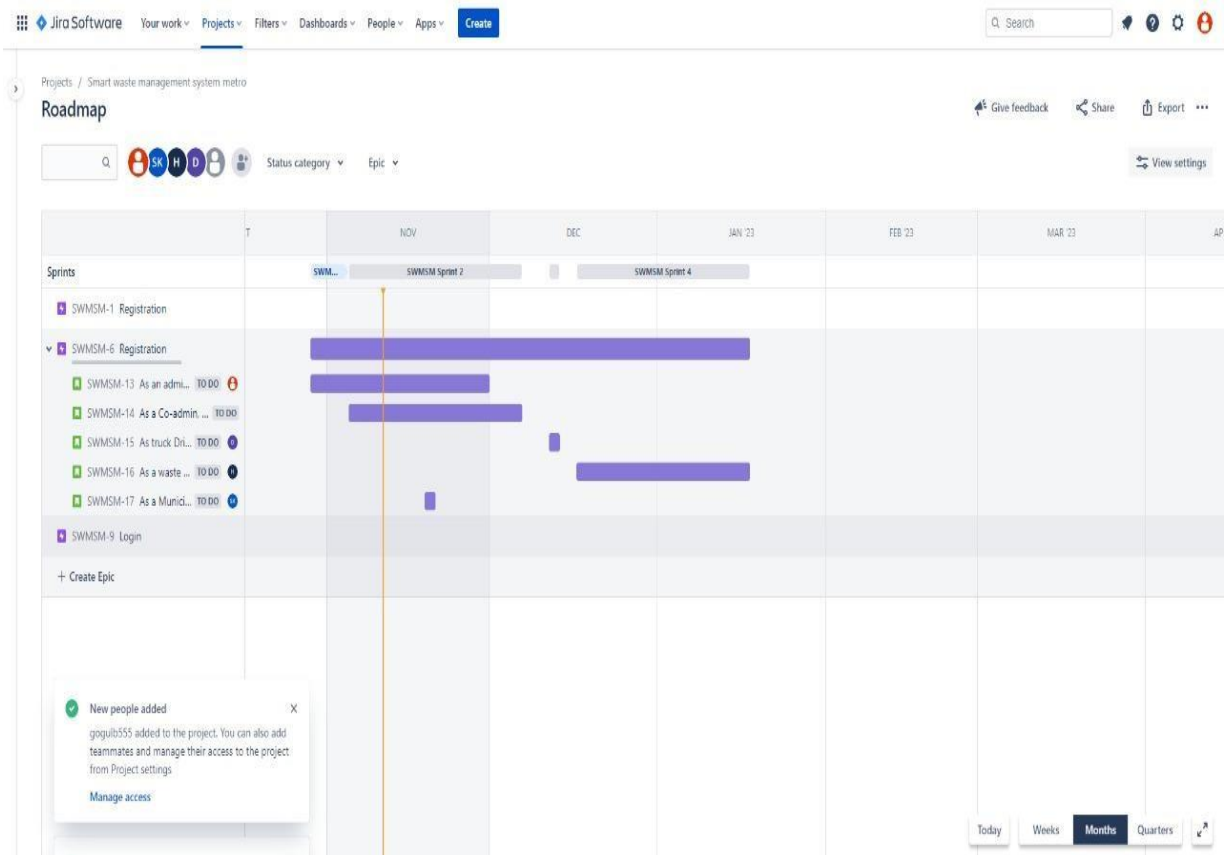 Jira Software Your work Projects Filters Dashboards People Apps Create Search
Projects / Smart waste management system metro
Roadmap
Give feedback Share Export
SK H D Status category Epic View settings
T NOV DEC JAN '23 FEB '23 MAR '23 AP
Sprints SWM... SWMSM Sprint 2 SWMSM Sprint 4
SWMSM-1 Registration
SWMSM-6 Registration
SWMSM-13 As an admi... TO DO
SWMSM-14 As a Co-admin, ... TO DO
SWMSM-15 As truck Dri... TO DO D
SWMSM-16 As a waste ... TO DO H
SWMSM-17 As a Munici... TO DO SK
SWMSM-9 Login
+ Create Epic
New people added
gogulb555 added to the project. You can also add
teammates and manage their access to the project
from Project settings
Manage access
Today Weeks Months Quarters